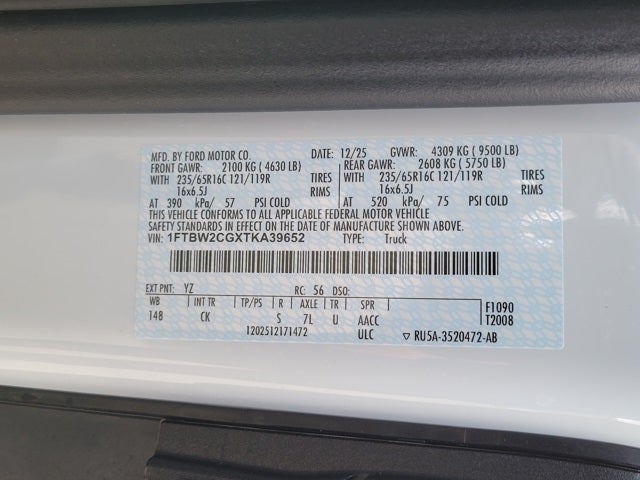 MFD. BY FORD MOTOR CO. DATE: 12/25 GVWR: 4309 KG ( 9500 LB)
FRONT GAWR: 2100 KG ( 4630 LB) REAR GAWR: 2608 KG ( 5750 LB)
WITH 235/65R16C 121/119R TIRES WITH 235/65R16C 121/119R TIRES
16x6.5J RIMS 16x6.5J RIMS
AT 390 kPa/ 57 PSI COLD AT 520 kPa/ 75 PSI COLD
THIS VEHICLE CONFORMS TO ALL APPLICABLE FEDERAL MOTOR VEHICLE
SAFETY STANDARDS IN EFFECT ON THE DATE OF MANUFACTURE SHOWN ABOVE.
VIN: 1FTBW2CGXTKA39652 TYPE: Truck
EXT PNT: YZ RC: 56 DSO:
WB INT TR TP/PS R AXLE TR SPR F1090
148 CK S 7L U AACC T2008
1202512171472 ULC ▽ RU5A-3520472-AB